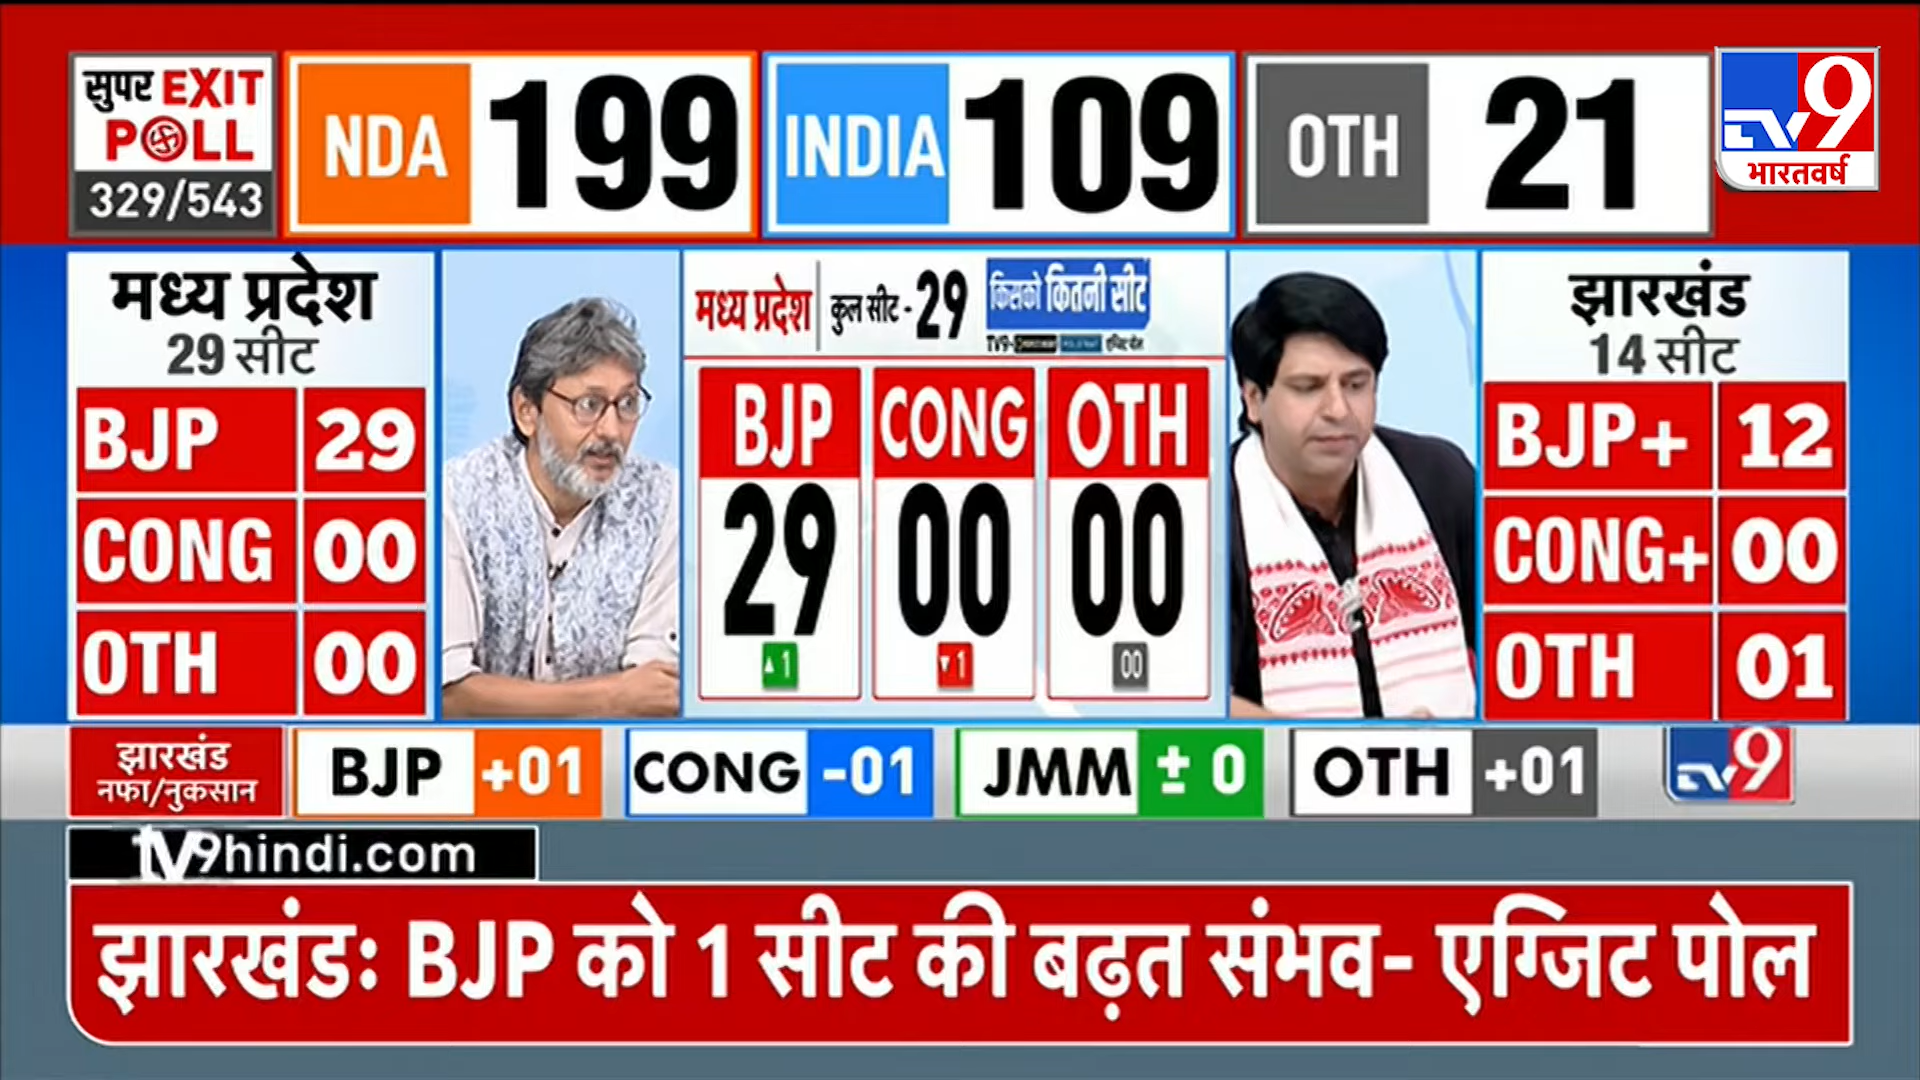 सुपर EXIT
POLL
329/543
NDA 199
INDIA 109
OTH 21
TV9
भारतवर्ष
मध्य प्रदेश
29 सीट
BJP 29
CONG 00
OTH 00
मध्य प्रदेश कुल सीट - 29 किसको कितनी सीट
TV9- एग्जिट पोल
BJP CONG OTH
29 00 00
▲1 ▼1 00
झारखंड
14 सीट
BJP+ 12
CONG+ 00
OTH 01
झारखंड
नफा/नुकसान
BJP +01 CONG -01 JMM ± 0 OTH +01
TV9
tv9hindi.com
झारखंडः BJP को 1 सीट की बढ़त संभव- एग्जिट पोल